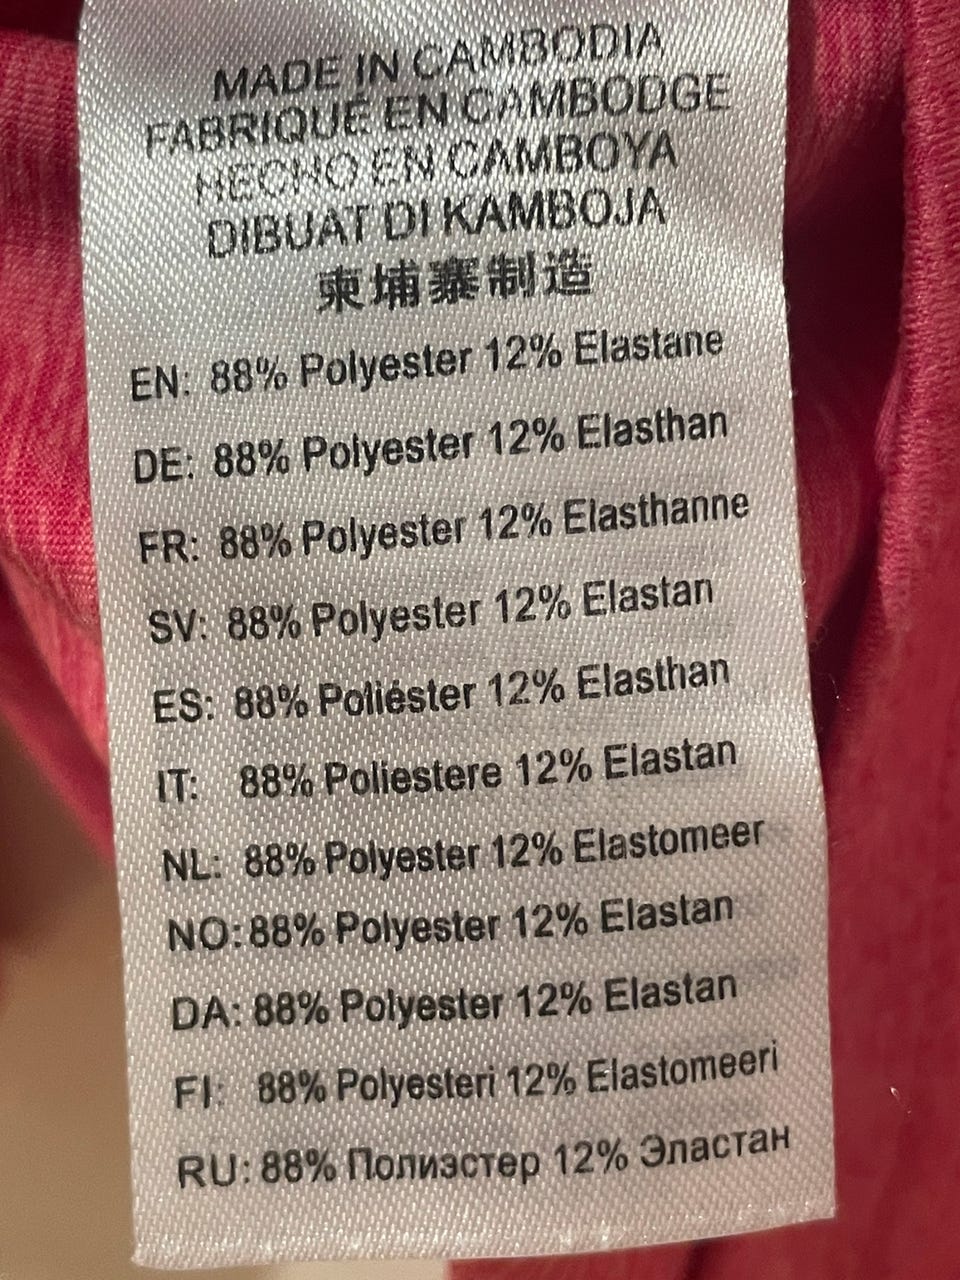 MADE IN CAMBODIA
FABRIQUÉ EN CAMBODGE
HECHO EN CAMBOYA
DIBUAT DI KAMBOJA
柬埔寨制造
EN: 88% Polyester 12% Elastane
DE: 88% Polyester 12% Elasthan
FR: 88% Polyester 12% Elasthanne
SV: 88% Polyester 12% Elastan
ES: 88% Poliéster 12% Elasthan
IT: 88% Poliestere 12% Elastan
NL: 88% Polyester 12% Elastomeer
NO: 88% Polyester 12% Elastan
DA: 88% Polyester 12% Elastan
FI: 88% Polyesteri 12% Elastomeeri
RU: 88% Полиэстер 12% Эластан